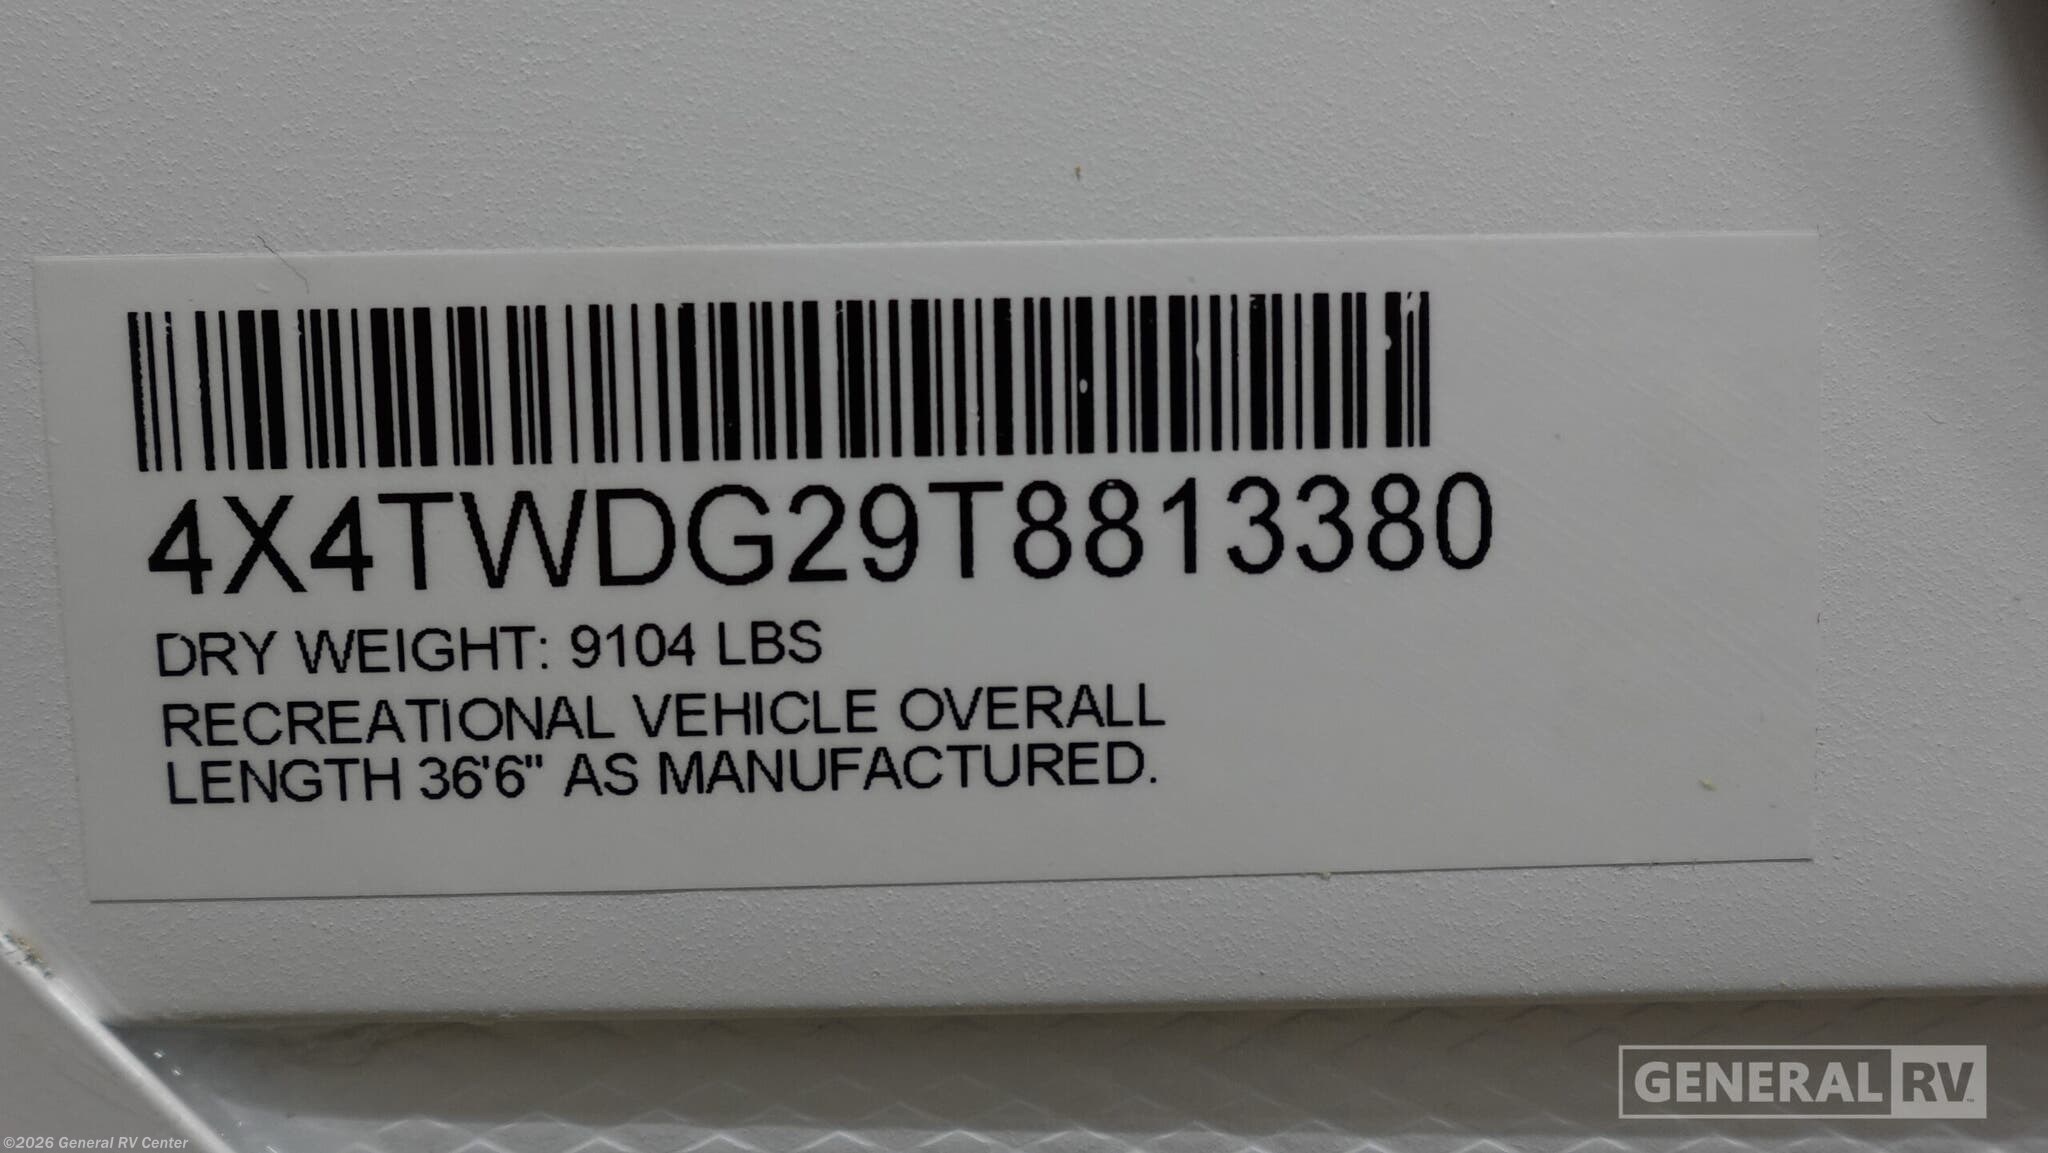 4X4TWDG29T8813380
DRY WEIGHT: 9104 LBS
RECREATIONAL VEHICLE OVERALL
LENGTH 36'6" AS MANUFACTURED.
GENERAL RV
©2026 General RV Center